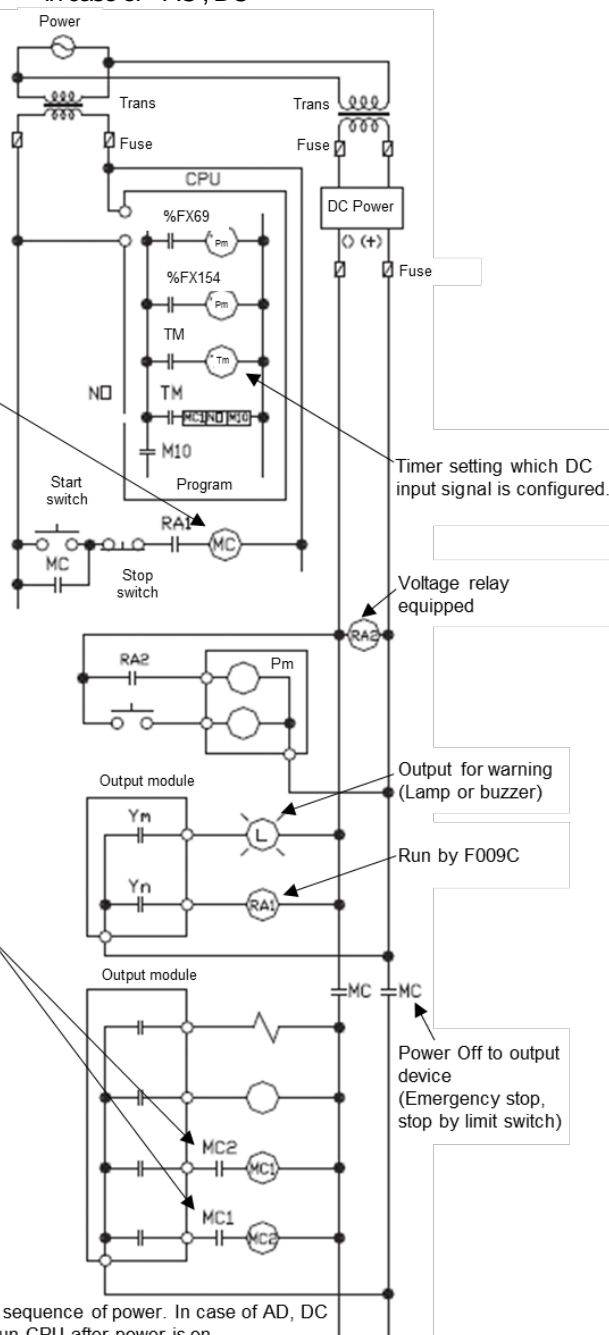 in case of AC , DC
Power
Trans
Trans
Fuse
Fuse
CPU
DC Power
%FX69
Pm
() (+)
Fuse
%FX154
Pm
TM
Tm
NO
TM
MC1 NO M10
M10
Timer setting which DC
input signal is configured.
Program
Start
switch
RA1
MC
MC
Stop
switch
Voltage relay
equipped
RA2
RA2
Pm
Output module
Output for warning
(Lamp or buzzer)
Ym
L
Run by F009C
Yn
RA1
Output module
MC
MC
Power Off to output
device
(Emergency stop,
stop by limit switch)
MC2
MC1
MC1
MC2
sequence of power. In case of AD, DC
un CPU after power is on.